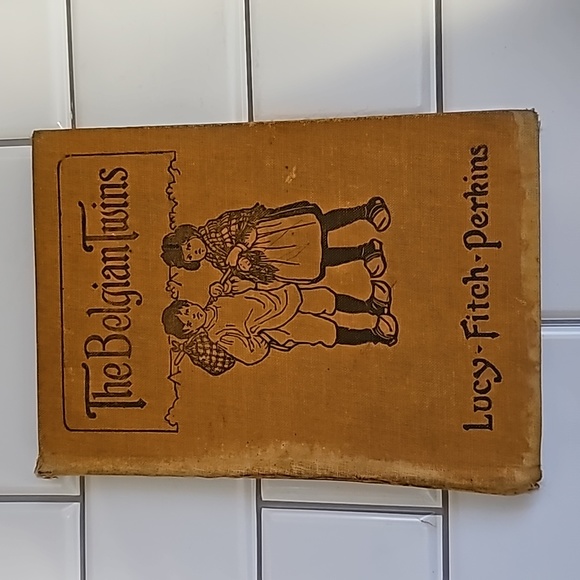 The Belgian Twins
Lucy · Fitch · Perkins